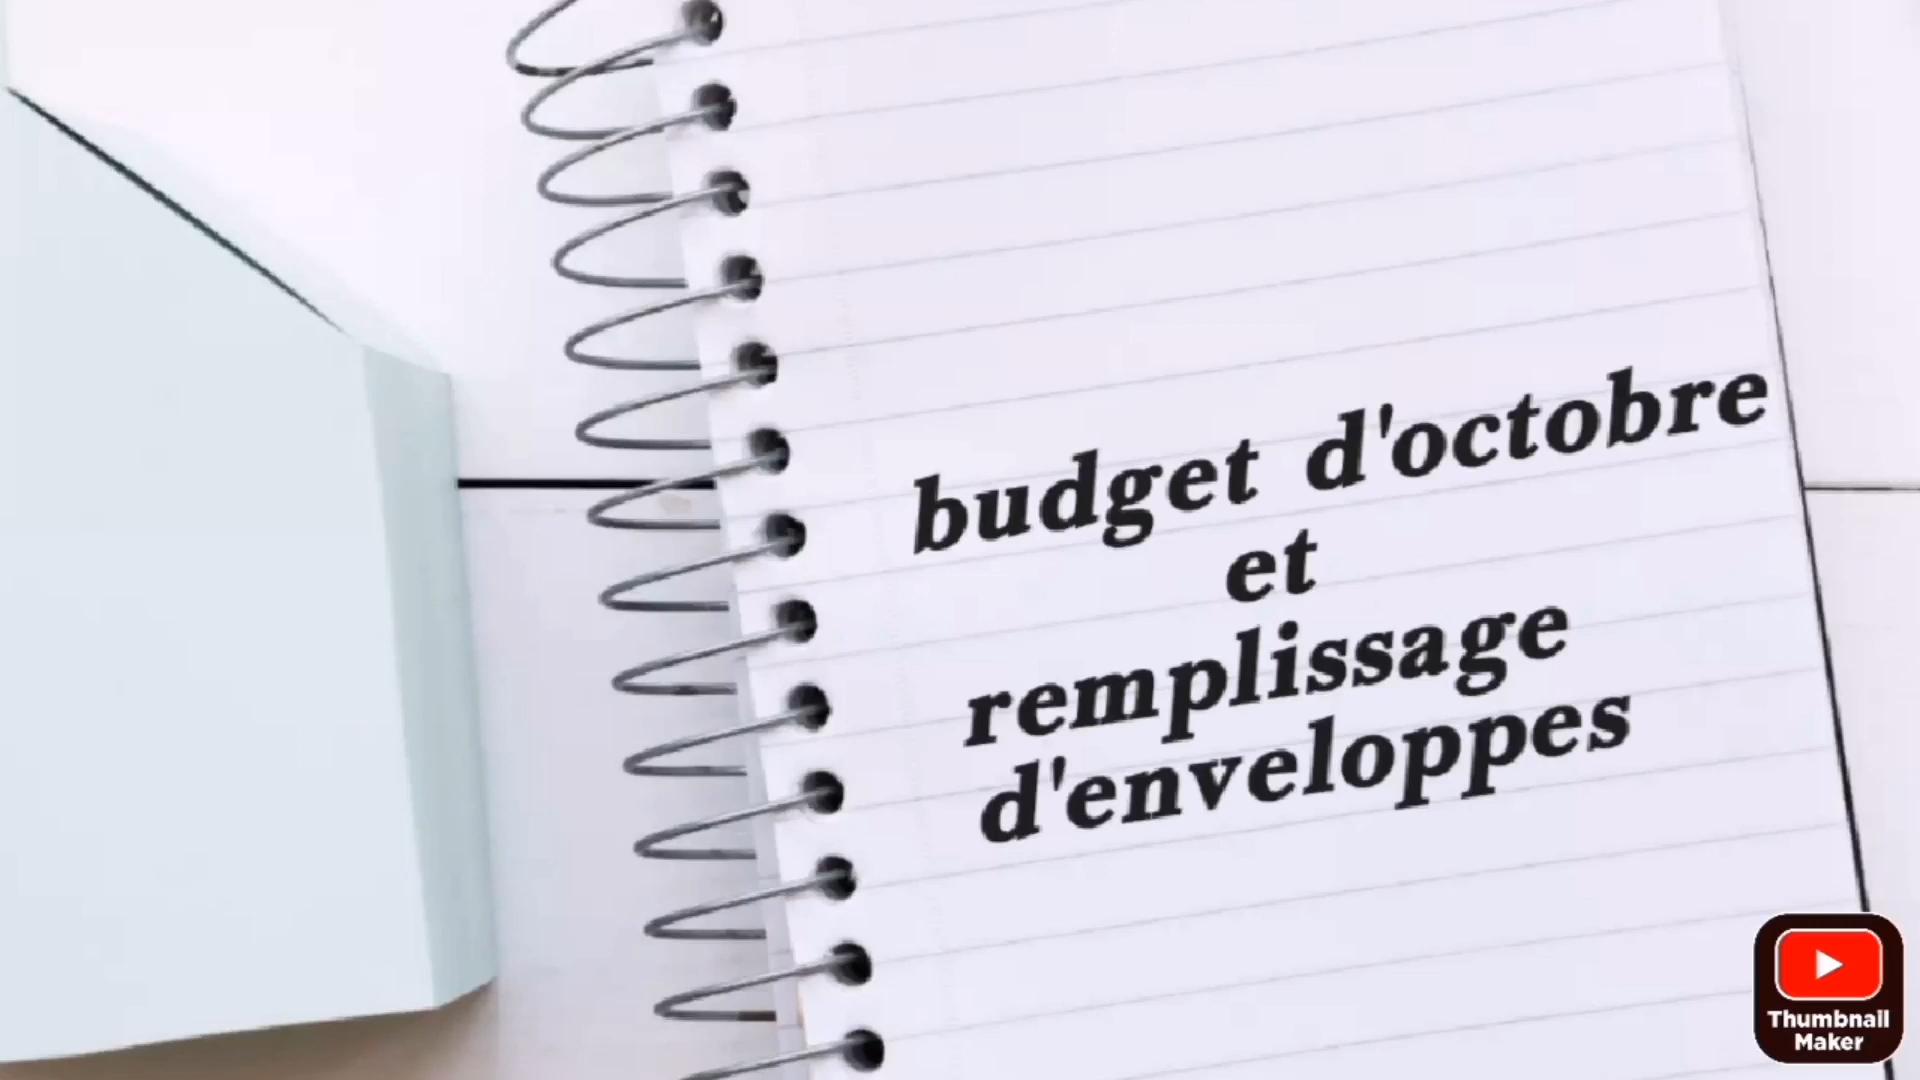 budget d'octobre
et
remplissage
d'enveloppes
Thumbnail
Maker